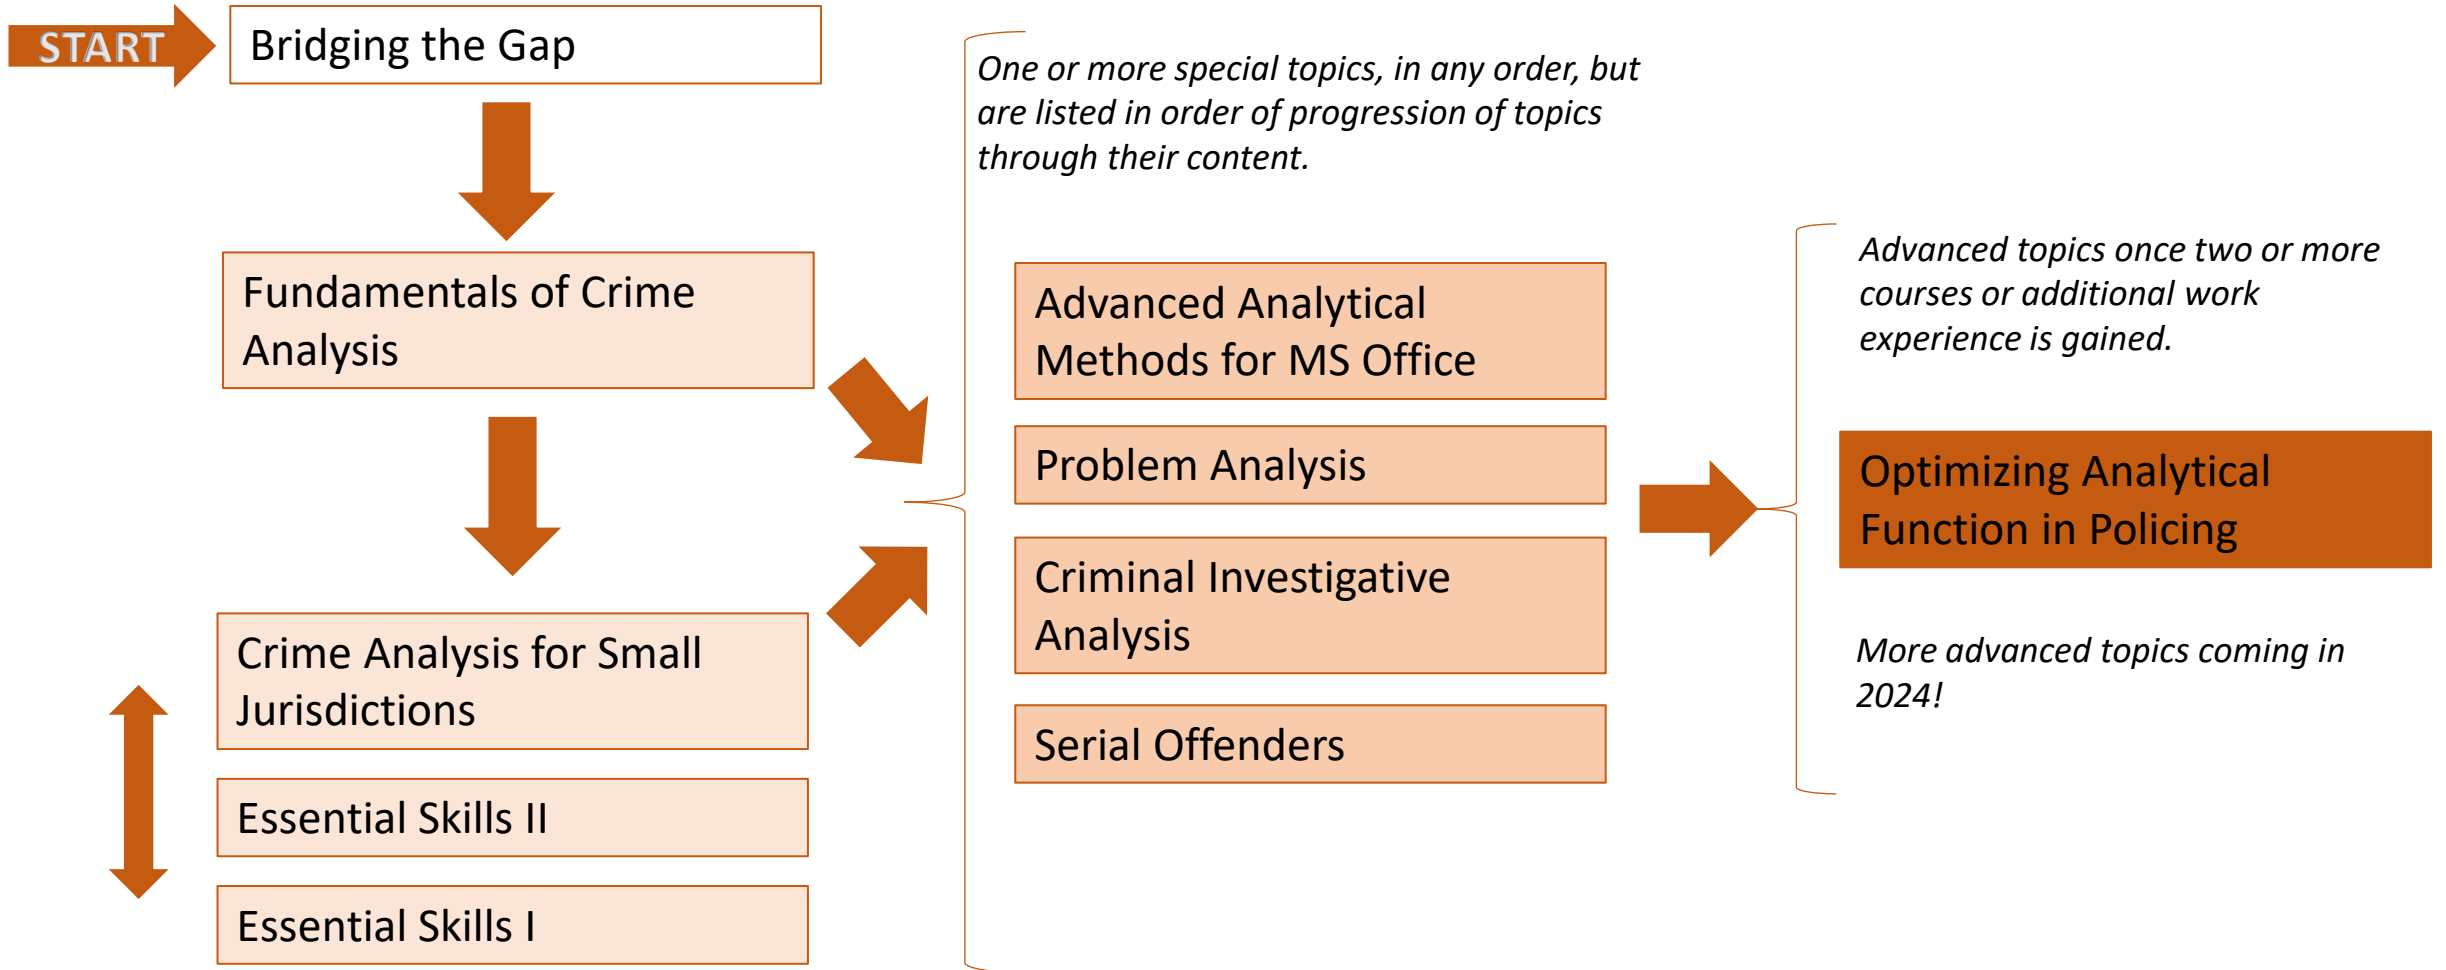 START
Bridging the Gap
Fundamentals of Crime
Analysis
Crime Analysis for Small
Jurisdictions
Essential Skills II
Essential Skills I
One or more special topics, in any order, but
are listed in order of progression of topics
through their content.
Advanced Analytical
Methods for MS Office
Problem Analysis
Criminal Investigative
Analysis
Serial Offenders
Advanced topics once two or more
courses or additional work
experience is gained.
Optimizing Analytical
Function in Policing
More advanced topics coming in
2024!